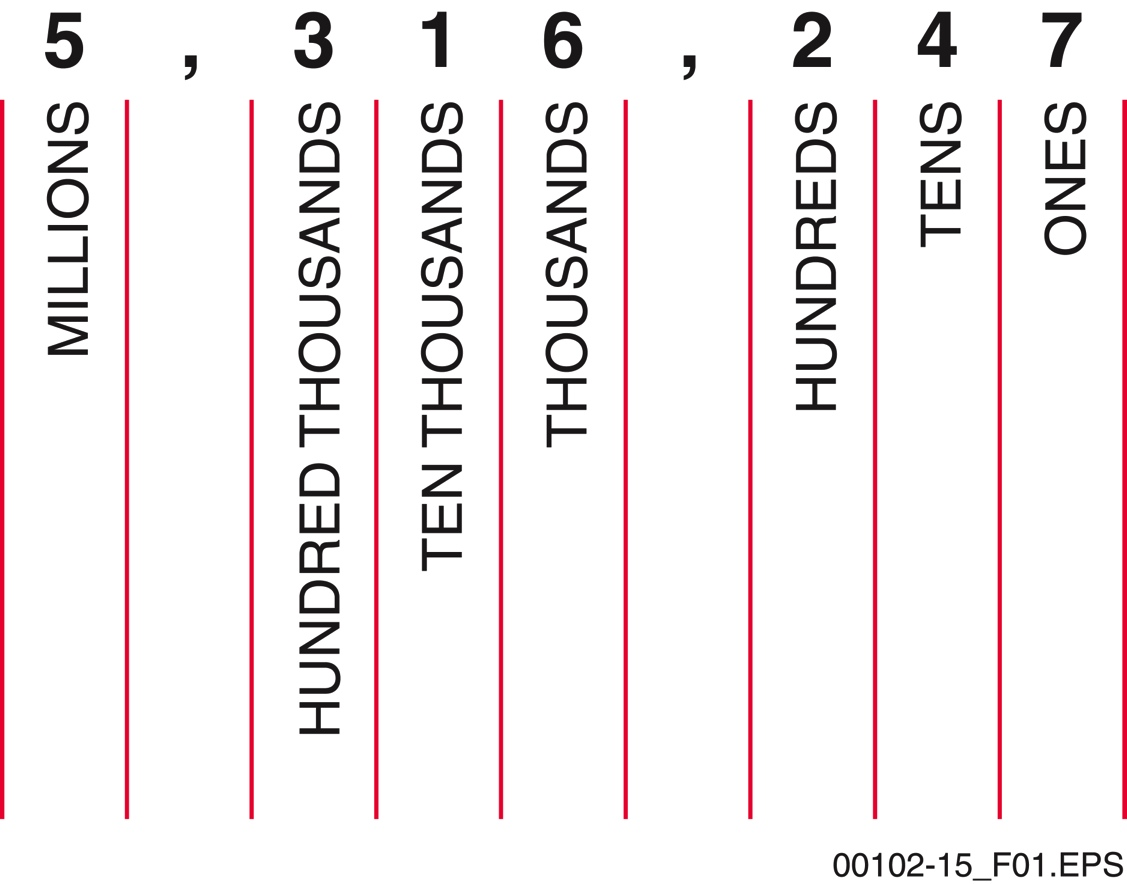 5 , 3 1 6 , 2 4 7
MILLIONS
HUNDRED THOUSANDS
TEN THOUSANDS
THOUSANDS
HUNDREDS
TENS
ONES
00102-15_F01.EPS